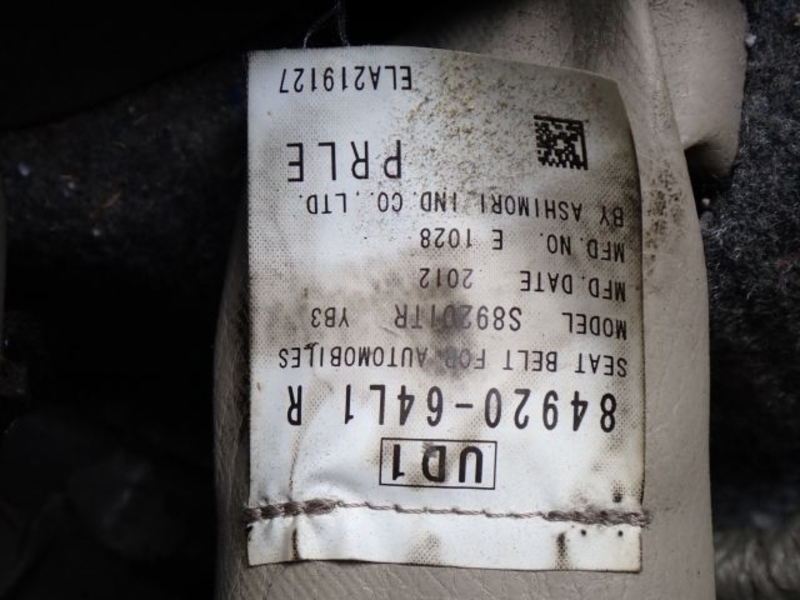 UD1
84920-64L1 R
SEAT BELT FOR AUTOMOBILES
MODEL S8920ITR YB3
MFD. DATE 2012
MFD. NO. E 1028
BY ASHIMORI IND. CO., LTD.
PRLE
ELA219127